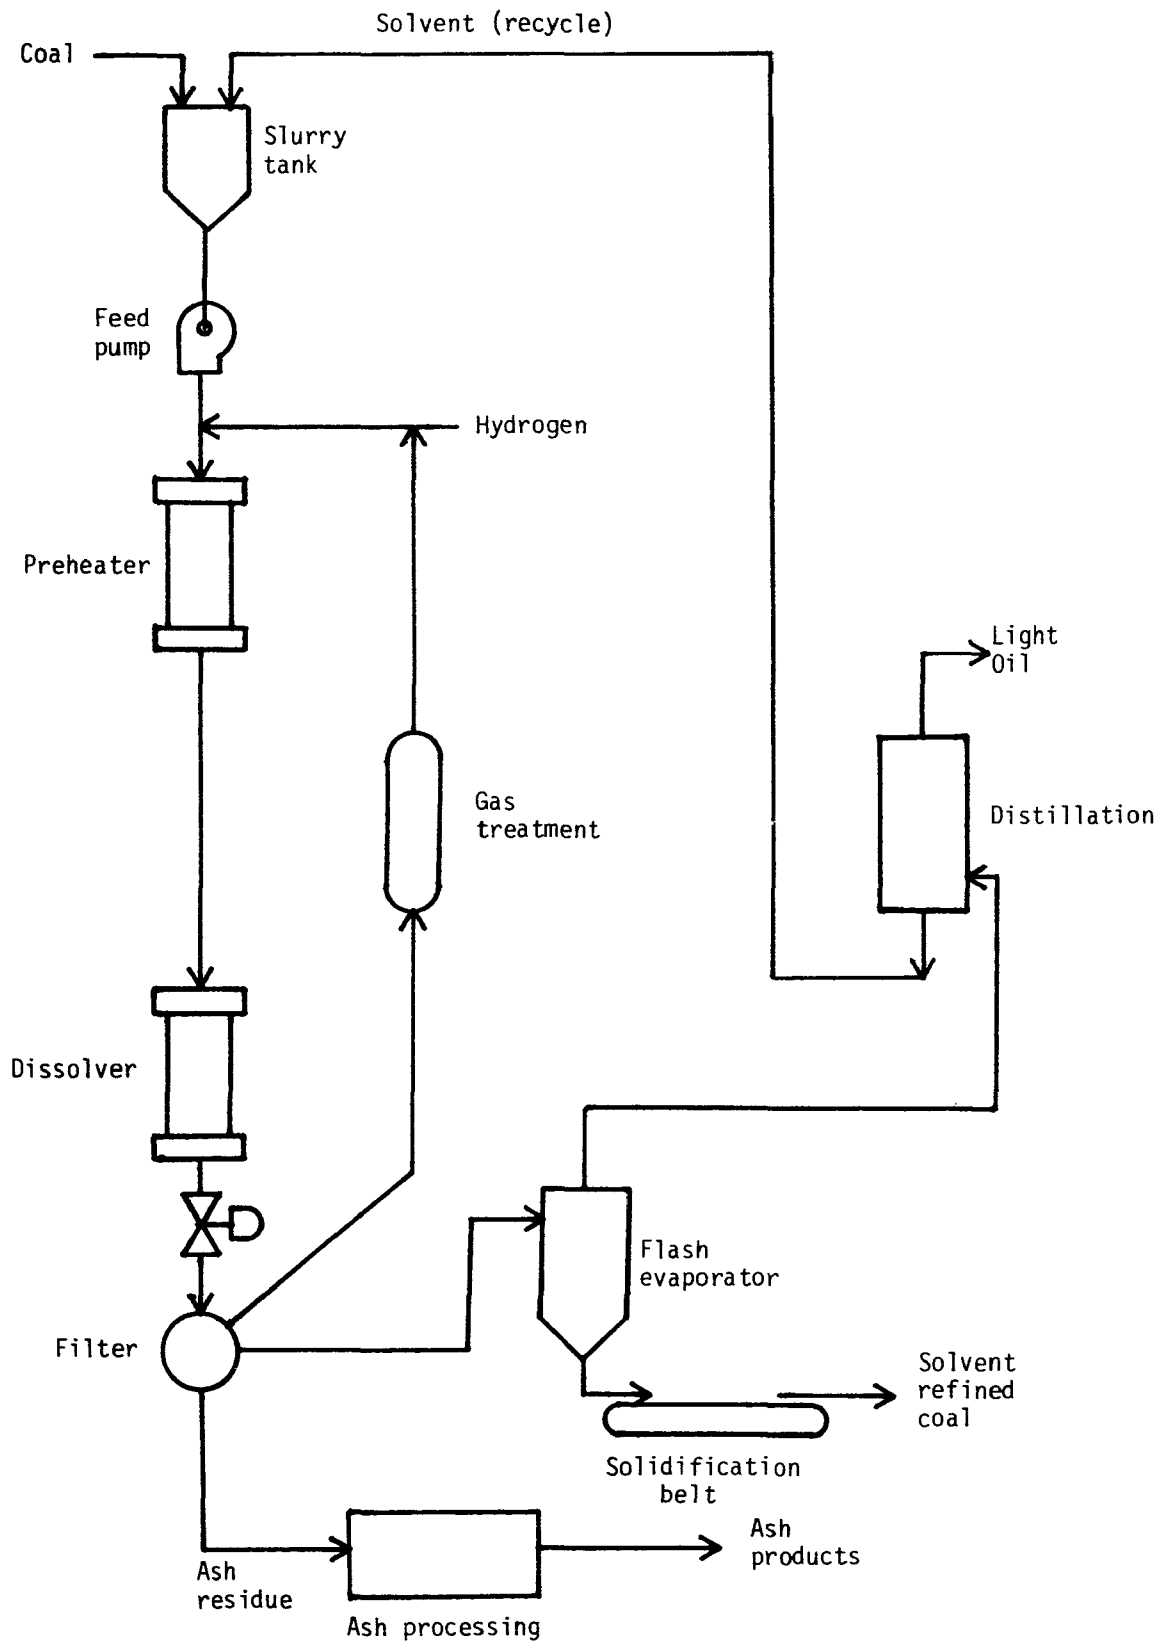 Solvent (recycle)
Coal
Slurry
tank
Feed
pump
Hydrogen
Preheater
Light
Oil
Gas
treatment
Distillation
Dissolver
Flash
evaporator
Filter
Solvent
refined
coal
Solidification
belt
Ash
products
Ash
residue
Ash processing